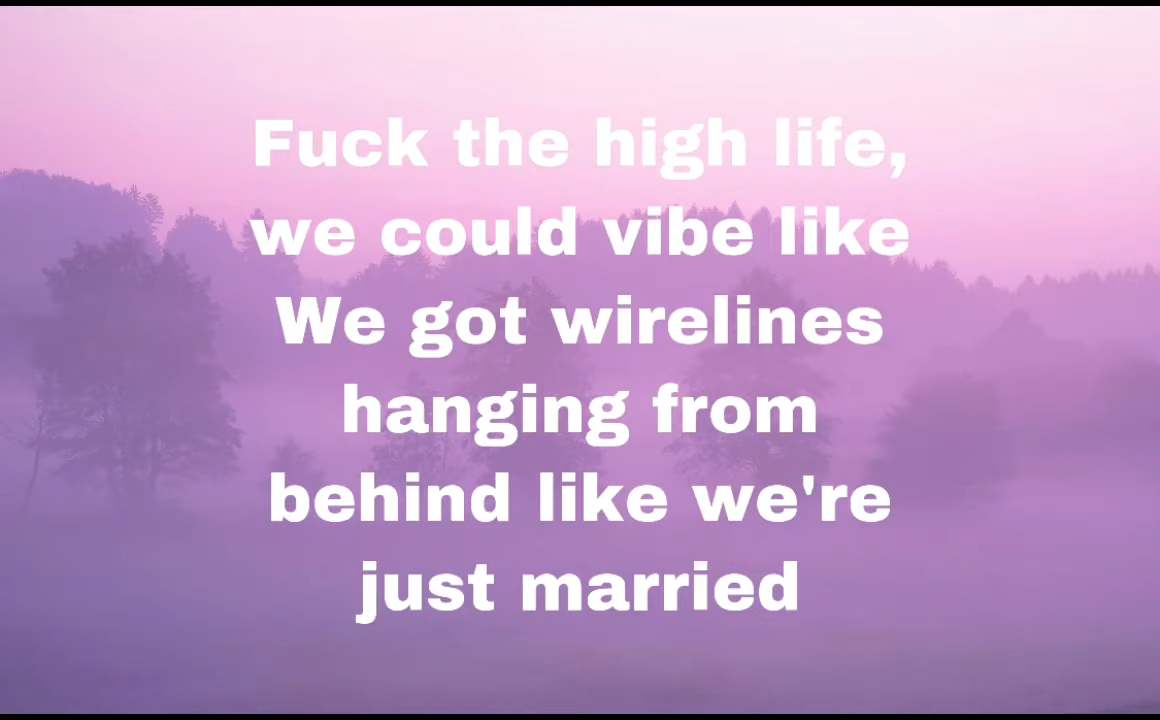 Fuck the high life,
we could vibe like
We got wirelines
hanging from
behind like we're
just married